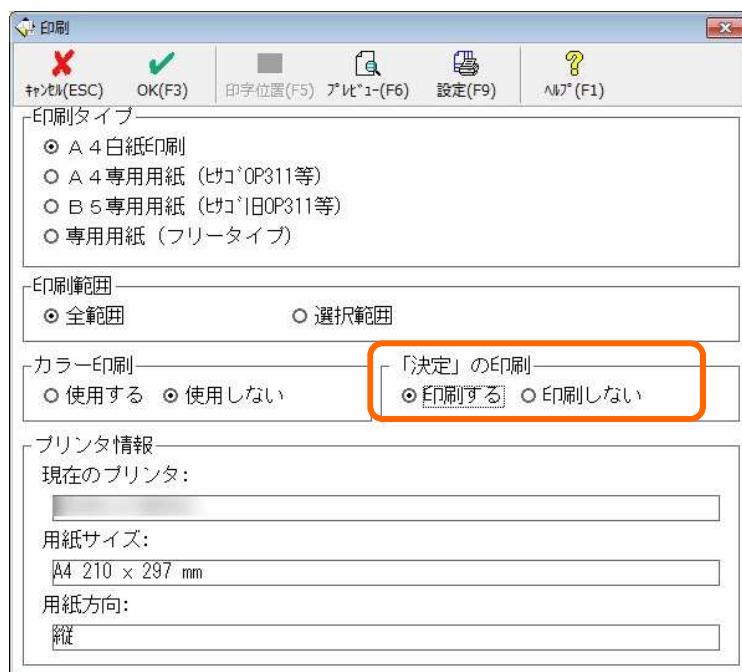 印刷
ｷｬﾝｾﾙ(ESC) OK(F3) 印字位置(F5) ﾌﾟﾚﾋﾞｭｰ(F6) 設定(F9) ﾍﾙﾌﾟ(F1)
印刷タイプ
Ａ４白紙印刷
Ａ４専用用紙（ﾋｻｺﾞOP311等）
Ｂ５専用用紙（ﾋｻｺﾞ旧OP311等）
専用用紙（フリータイプ）
印刷範囲
全範囲 選択範囲
カラー印刷 「決定」の印刷
使用する 使用しない 印刷する 印刷しない
プリンタ情報
現在のプリンタ:
用紙サイズ:
A4 210 × 297 mm
用紙方向:
縦